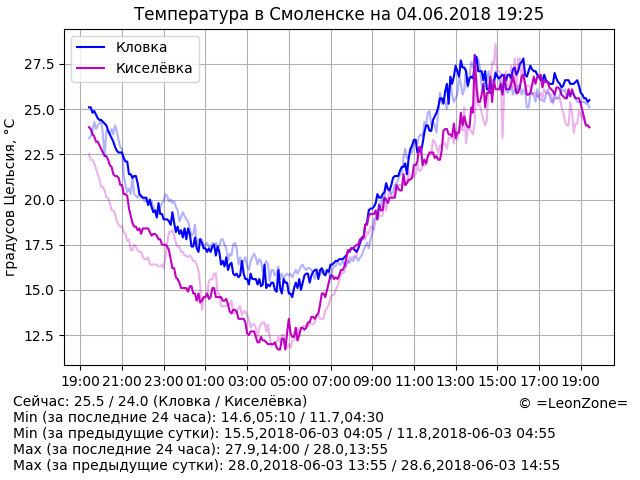 Температура в Смоленске на 04.06.2018 19:25
Кловка
Киселёвка
градусов Цельсия, °C
27.5
25.0
22.5
20.0
17.5
15.0
12.5
19:00 21:00 23:00 01:00 03:00 05:00 07:00 09:00 11:00 13:00 15:00 17:00 19:00
Сейчас: 25.5 / 24.0 (Кловка / Киселёвка)
© =LeonZone=
Min (за последние 24 часа): 14.6,05:10 / 11.7,04:30
Min (за предыдущие сутки): 15.5,2018-06-03 04:05 / 11.8,2018-06-03 04:55
Max (за последние 24 часа): 27.9,14:00 / 28.0,13:55
Max (за предыдущие сутки): 28.0,2018-06-03 13:55 / 28.6,2018-06-03 14:55